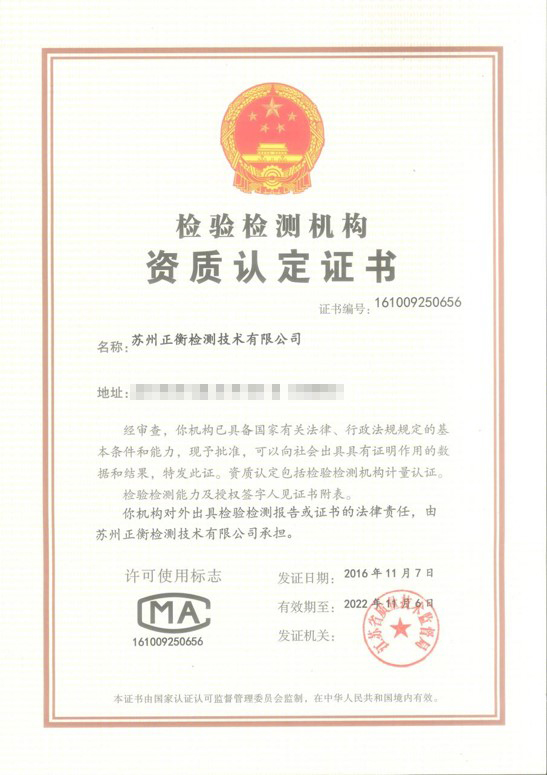 检验检测机构
资质认定证书
证书编号：161009250656
名称：苏州正衡检测技术有限公司
地址：
经审查，你机构已具备国家有关法律、行政法规规定的基
本条件和能力，现予批准，可以向社会出具具有证明作用的数
据和结果，特发此证。资质认定包括检验检测机构计量认证。
检验检测能力及授权签字人见证书附表。
你机构对外出具检验检测报告或证书的法律责任，由
苏州正衡检测技术有限公司承担。
许可使用标志
MA
161009250656
发证日期：2016年11月7日
有效期至：2022年11月6日
发证机关：
江苏省质量技术监督局
本证书由国家认证认可监督管理委员会监制，在中华人民共和国境内有效。